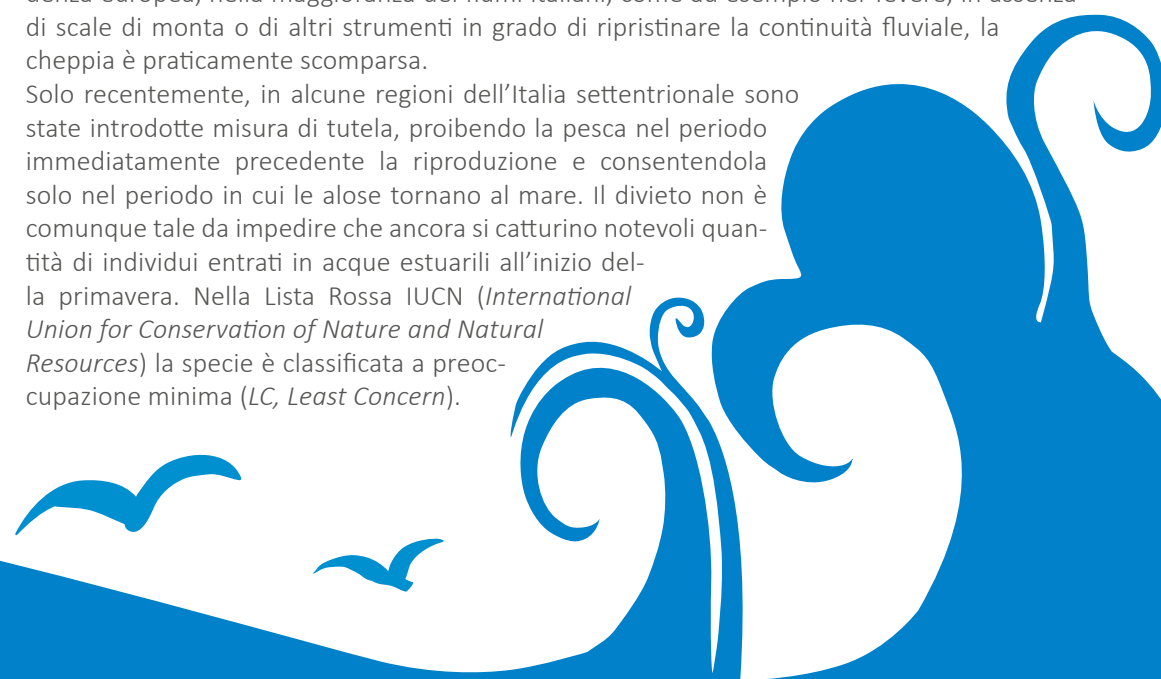 di scale di monta o di altri strumenti in grado di ripristinare la continuità fluviale, la
cheppia è praticamente scomparsa.
Solo recentemente, in alcune regioni dell’Italia settentrionale sono
state introdotte misura di tutela, proibendo la pesca nel periodo
immediatamente precedente la riproduzione e consentendola
solo nel periodo in cui le alose tornano al mare. Il divieto non è
comunque tale da impedire che ancora si catturino notevoli quan-
tità di individui entrati in acque estuarili all’inizio del-
la primavera. Nella Lista Rossa IUCN (International
Union for Conservation of Nature and Natural
Resources) la specie è classificata a preoc-
cupazione minima (LC, Least Concern).